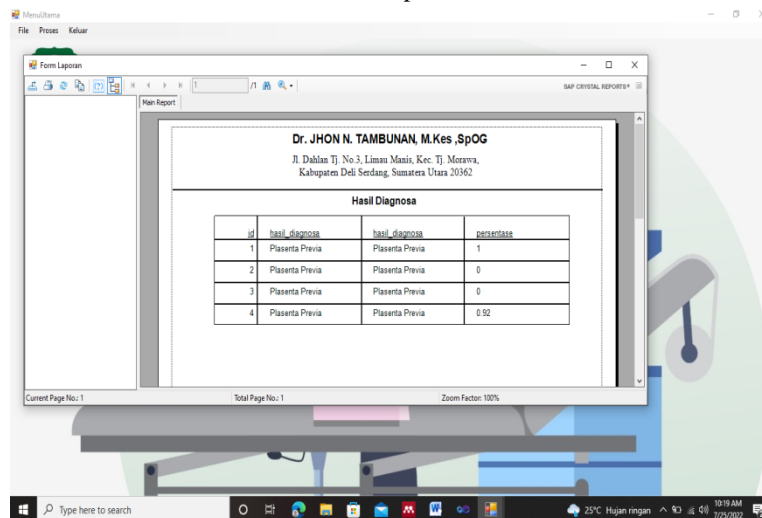 MenuUtama
File Proses Keluar
Form Laporan
1 /1
SAP CRYSTAL REPORTS®
Main Report
Dr. JHON N. TAMBUNAN, M.Kes ,SpOG
Jl. Dahlan Tj. No.3, Limau Manis, Kec. Tj. Morawa,
Kabupaten Deli Serdang, Sumatera Utara 20362
Hasil Diagnosa
id hasil_diagnosa hasil_diagnosa persentase
1 Plasenta Previa Plasenta Previa 1
2 Plasenta Previa Plasenta Previa 0
3 Plasenta Previa Plasenta Previa 0
4 Plasenta Previa Plasenta Previa 0.92
Current Page No.: 1 Total Page No.: 1 Zoom Factor: 100%
Type here to search
25°C Hujan ringan
10:19 AM
7/25/2022